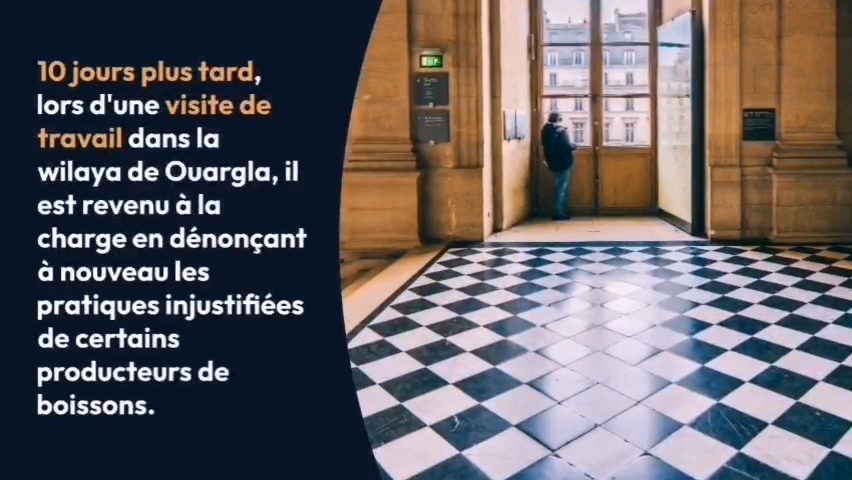 10 jours plus tard,
lors d'une visite de
travail dans la
wilaya de Ouargla, il
est revenu à la
charge en dénonçant
à nouveau les
pratiques injustifiées
de certains
producteurs de
boissons.